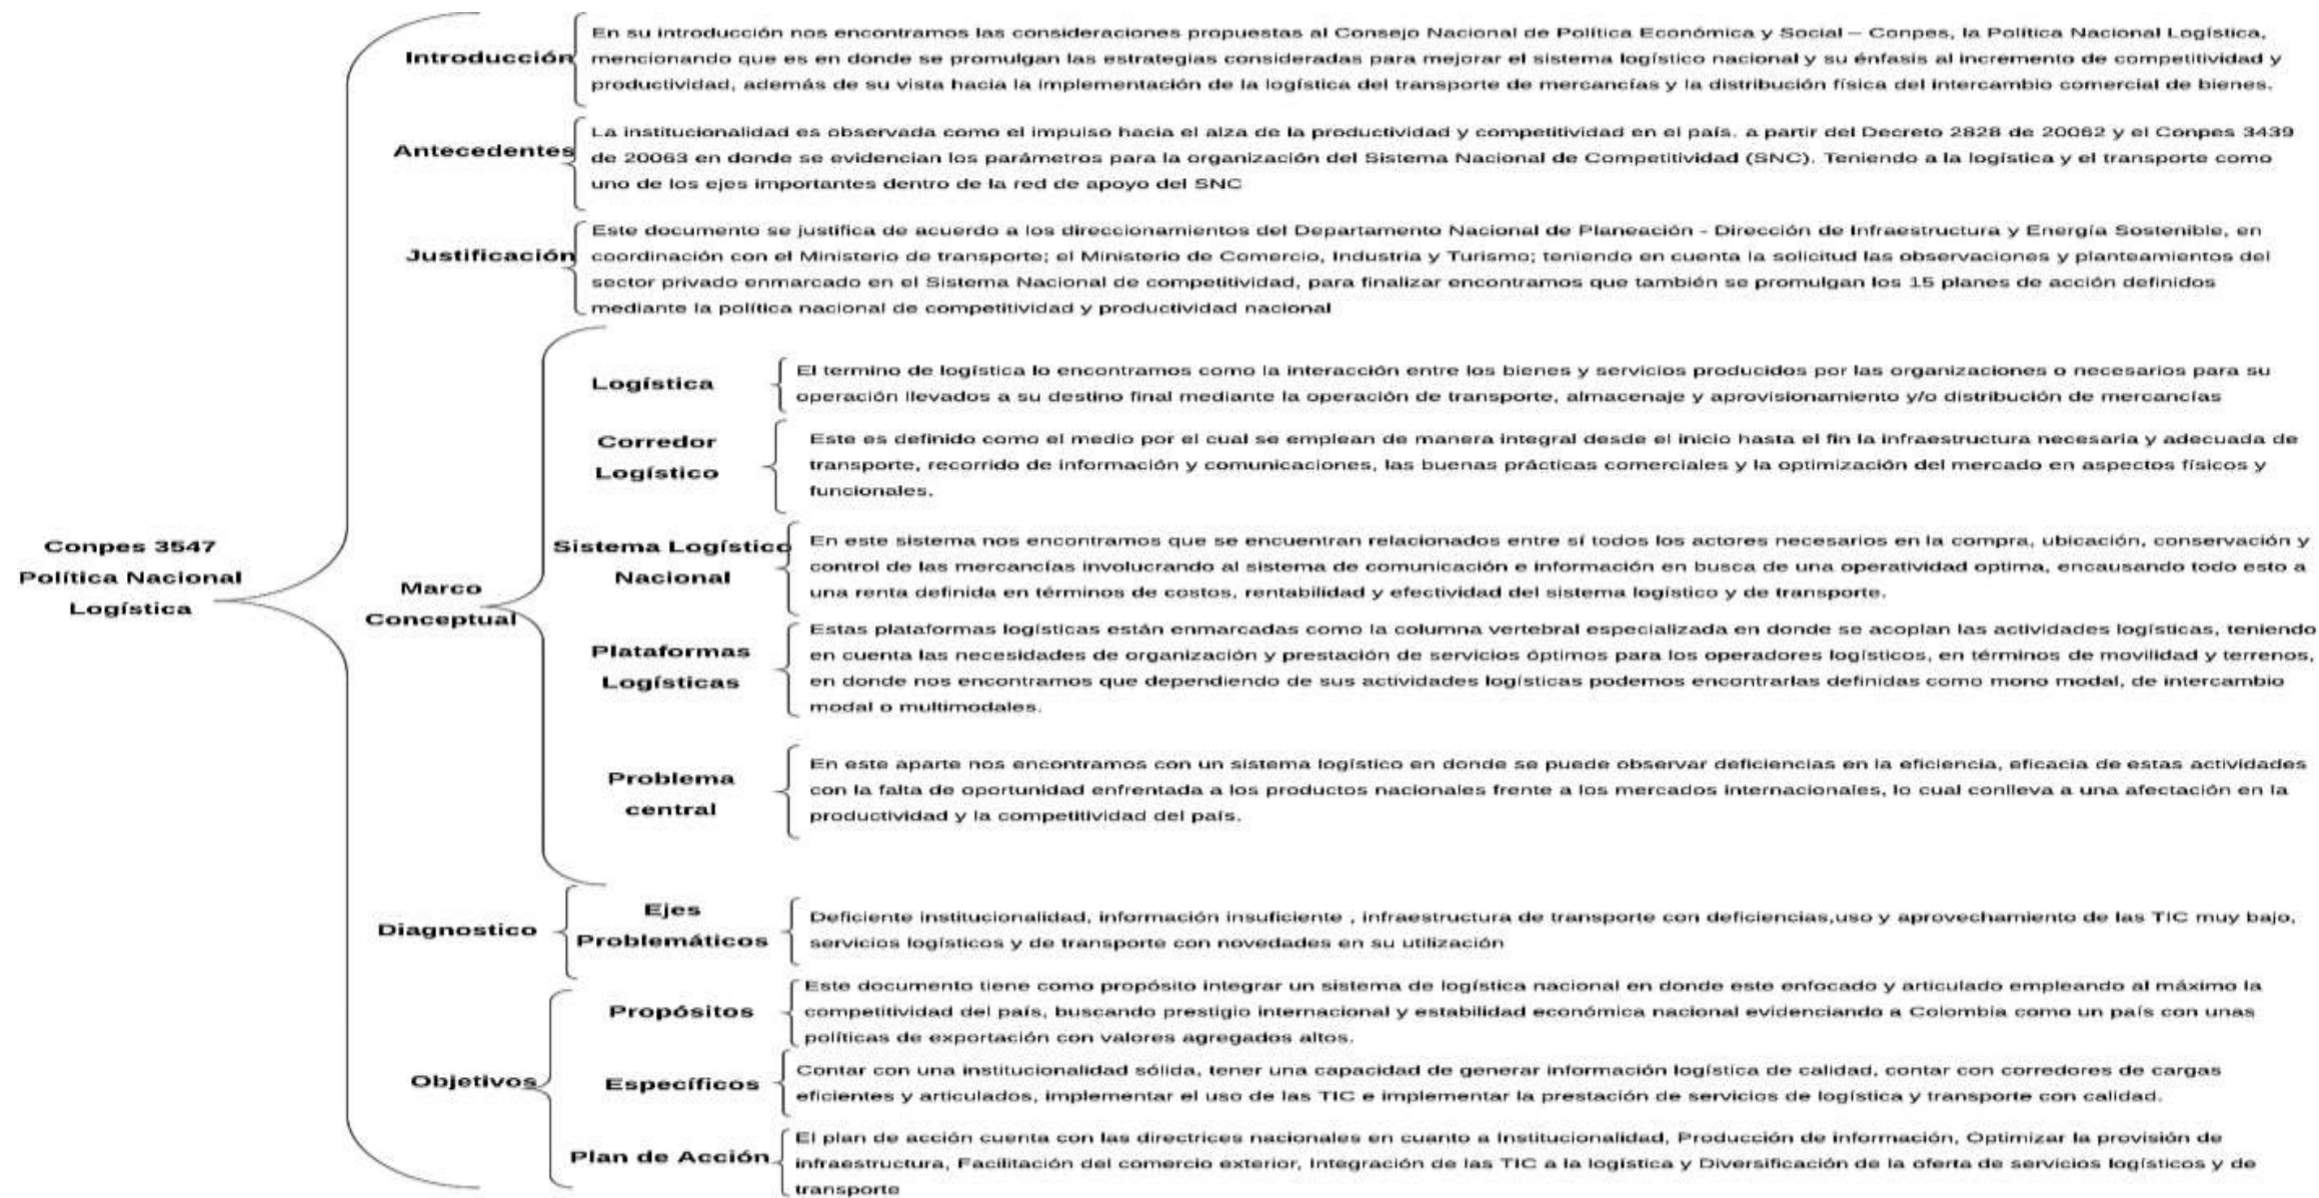 Conpes 3547
Política Nacional
Logística
Introducción
En su introducción nos encontramos las consideraciones propuestas al Consejo Nacional de Política Económica y Social – Conpes, la Política Nacional Logística,
mencionando que es en donde se promulgan las estrategias consideradas para mejorar el sistema logístico nacional y su énfasis al incremento de competitividad y
productividad, además de su vista hacia la implementación de la logística del transporte de mercancías y la distribución física del intercambio comercial de bienes.
Antecedentes
La institucionalidad es observada como el impulso hacia el alza de la productividad y competitividad en el país. a partir del Decreto 2828 de 20062 y el Conpes 3439
de 20063 en donde se evidencian los parámetros para la organización del Sistema Nacional de Competitividad (SNC). Teniendo a la logística y el transporte como
uno de los ejes importantes dentro de la red de apoyo del SNC
Justificación
Este documento se justifica de acuerdo a los direccionamientos del Departamento Nacional de Planeación - Dirección de Infraestructura y Energía Sostenible, en
coordinación con el Ministerio de transporte; el Ministerio de Comercio, Industria y Turismo; teniendo en cuenta la solicitud las observaciones y planteamientos del
sector privado enmarcado en el Sistema Nacional de competitividad, para finalizar encontramos que también se promulgan los 15 planes de acción definidos
mediante la política nacional de competitividad y productividad nacional
Marco
Conceptual
Logística
El termino de logística lo encontramos como la interacción entre los bienes y servicios producidos por las organizaciones o necesarios para su
operación llevados a su destino final mediante la operación de transporte, almacenaje y aprovisionamiento y/o distribución de mercancías
Corredor
Logístico
Este es definido como el medio por el cual se emplean de manera integral desde el inicio hasta el fin la infraestructura necesaria y adecuada de
transporte, recorrido de información y comunicaciones, las buenas prácticas comerciales y la optimización del mercado en aspectos físicos y
funcionales.
Sistema Logístico
Nacional
En este sistema nos encontramos que se encuentran relacionados entre sí todos los actores necesarios en la compra, ubicación, conservación y
control de las mercancías involucrando al sistema de comunicación e información en busca de una operatividad optima, encausando todo esto a
una renta definida en términos de costos, rentabilidad y efectividad del sistema logístico y de transporte.
Plataformas
Logísticas
Estas plataformas logísticas están enmarcadas como la columna vertebral especializada en donde se acoplan las actividades logísticas, teniendo
en cuenta las necesidades de organización y prestación de servicios óptimos para los operadores logísticos, en términos de movilidad y terrenos,
en donde nos encontramos que dependiendo de sus actividades logísticas podemos encontrarlas definidas como mono modal, de intercambio
modal o multimodales.
Problema
central
En este aparte nos encontramos con un sistema logístico en donde se puede observar deficiencias en la eficiencia, eficacia de estas actividades
con la falta de oportunidad enfrentada a los productos nacionales frente a los mercados internacionales, lo cual conlleva a una afectación en la
productividad y la competitividad del país.
Diagnostico
Ejes
Problemáticos
Deficiente institucionalidad, información insuficiente , infraestructura de transporte con deficiencias,uso y aprovechamiento de las TIC muy bajo,
servicios logísticos y de transporte con novedades en su utilización
Objetivos
Propósitos
Este documento tiene como propósito integrar un sistema de logística nacional en donde este enfocado y articulado empleando al máximo la
competitividad del país, buscando prestigio internacional y estabilidad económica nacional evidenciando a Colombia como un país con unas
políticas de exportación con valores agregados altos.
Específicos
Contar con una institucionalidad sólida, tener una capacidad de generar información logística de calidad, contar con corredores de cargas
eficientes y articulados, implementar el uso de las TIC e implementar la prestación de servicios de logística y transporte con calidad.
Plan de Acción
El plan de acción cuenta con las directrices nacionales en cuanto a Institucionalidad, Producción de información, Optimizar la provisión de
infraestructura, Facilitación del comercio exterior, Integración de las TIC a la logística y Diversificación de la oferta de servicios logísticos y de
transporte